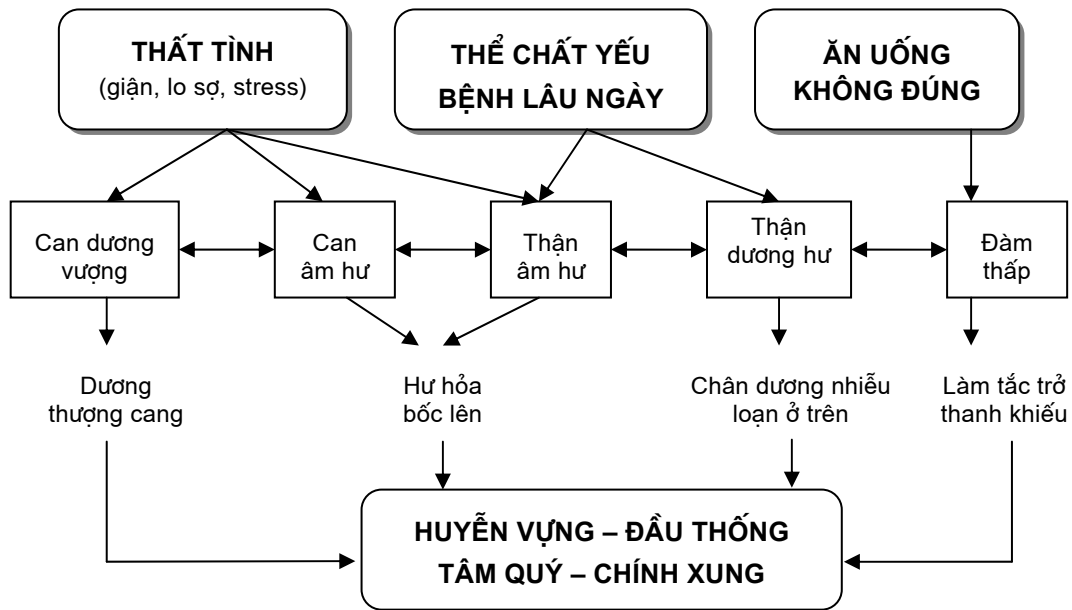 THẤT TÌNH
(giận, lo sợ, stress)
THỂ CHẤT YẾU
BỆNH LÂU NGÀY
ĂN UỐNG
KHÔNG ĐÚNG
Can dương
vượng
Can
âm hư
Thận
âm hư
Thận
dương hư
Đàm
thấp
Dương
thượng cang
Hư hỏa
bốc lên
Chân dương nhiễu
loạn ở trên
Làm tắc trở
thanh khiếu
HUYỄN VỰNG – ĐẦU THỐNG
TÂM QUÝ – CHÍNH XUNG